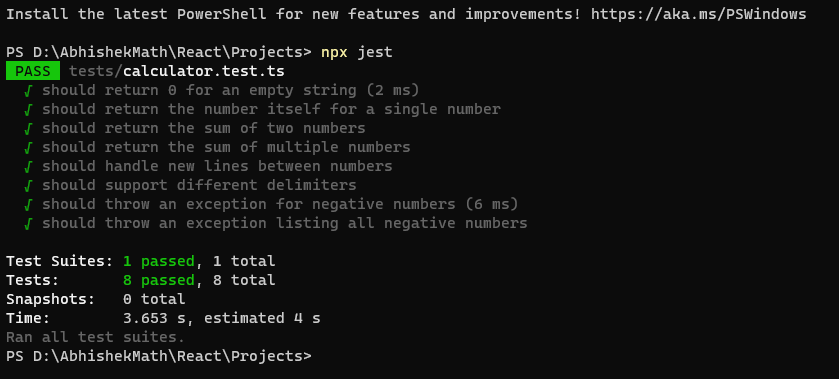 Install the latest PowerShell for new features and improvements! https://aka.ms/PSWindows
PS D:\AbhishekMath\React\Projects> npx jest
PASS tests/calculator.test.ts
√ should return 0 for an empty string (2 ms)
√ should return the number itself for a single number
√ should return the sum of two numbers
√ should return the sum of multiple numbers
√ should handle new lines between numbers
√ should support different delimiters
√ should throw an exception for negative numbers (6 ms)
√ should throw an exception listing all negative numbers
Test Suites: 1 passed, 1 total
Tests: 8 passed, 8 total
Snapshots: 0 total
Time: 3.653 s, estimated 4 s
Ran all test suites.
PS D:\AbhishekMath\React\Projects>